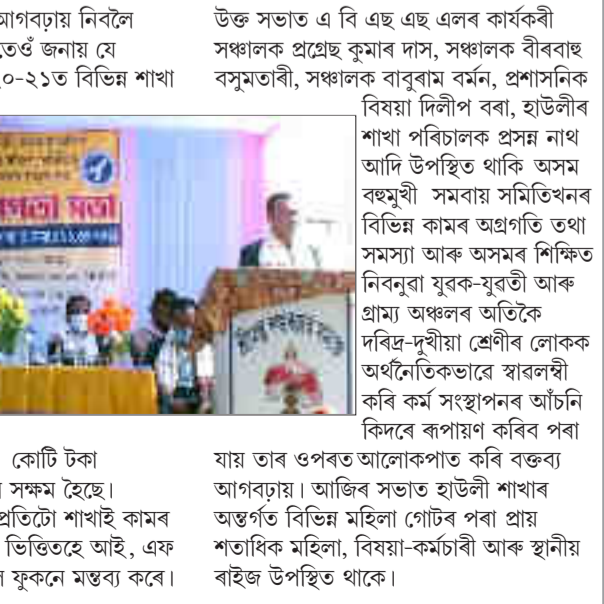 আগবঢ়ায় নিবলৈ
তেওঁ জনায় যে
০-২১ত বিভিন্ন শাখা
কোটি টকা
সক্ষম হৈছে।
প্ৰতিটো শাখাই কামৰ
ভিত্তিতহে আই, এফ
ফুকনে মন্তব্য কৰে।
উক্ত সভাত এ বি এছ এছ এলৰ কাৰ্যকৰী
সঞ্চালক প্ৰগ্ৰেছ কুমাৰ দাস, সঞ্চালক বীৰবাহু
বসুমতাৰী, সঞ্চালক বাবুৰাম বৰ্মন, প্ৰশাসনিক
বিষয়া দিলীপ বৰা, হাউলীৰ
শাখা পৰিচালক প্ৰসন্ন নাথ
আদি উপস্থিত থাকি অসম
বহুমুখী সমবায় সমিতিখনৰ
বিভিন্ন কামৰ অগ্ৰগতি তথা
সমস্যা আৰু অসমৰ শিক্ষিত
নিবনুৱা যুৱক-যুৱতী আৰু
গ্ৰাম্য অঞ্চলৰ অতিকৈ
দৰিদ্ৰ-দুখীয়া শ্ৰেণীৰ লোকক
অৰ্থনৈতিকভাৱে স্বাৱলম্বী
কৰি কৰ্ম সংস্থাপনৰ আঁচনি
কিদৰে ৰূপায়ণ কৰিব পৰা
যায় তাৰ ওপৰত আলোকপাত কৰি বক্তব্য
আগবঢ়ায়। আজিৰ সভাত হাউলী শাখাৰ
অন্তৰ্গত বিভিন্ন মহিলা গোটৰ পৰা প্ৰায়
শতাধিক মহিলা, বিষয়া-কৰ্মচাৰী আৰু স্থানীয়
ৰাইজ উপস্থিত থাকে।